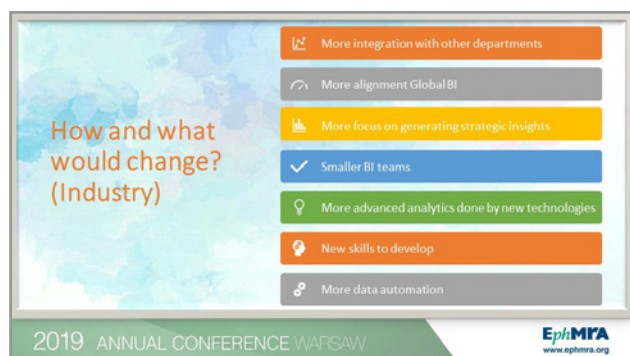 How and what
would change?
(Industry)
More integration with other departments
More alignment Global BI
More focus on generating strategic insights
Smaller BI teams
More advanced analytics done by new technologies
New skills to develop
More data automation
2019 ANNUAL CONFERENCE WARSAW
EphMRA
www.ephmra.org